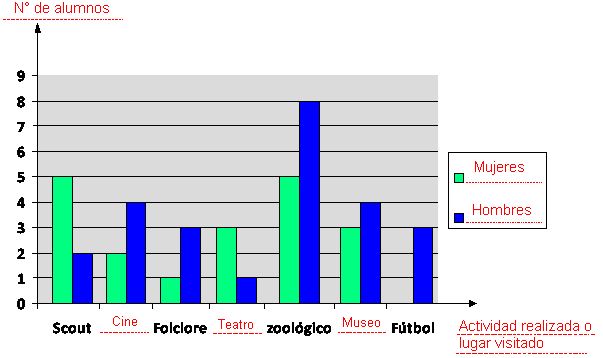 N° de alumnos
9
8
7
6
5
4
3
2
1
0
Mujeres
Hombres
Scout Cine Folclore Teatro zoológico Museo Fútbol
Actividad realizada o
lugar visitado